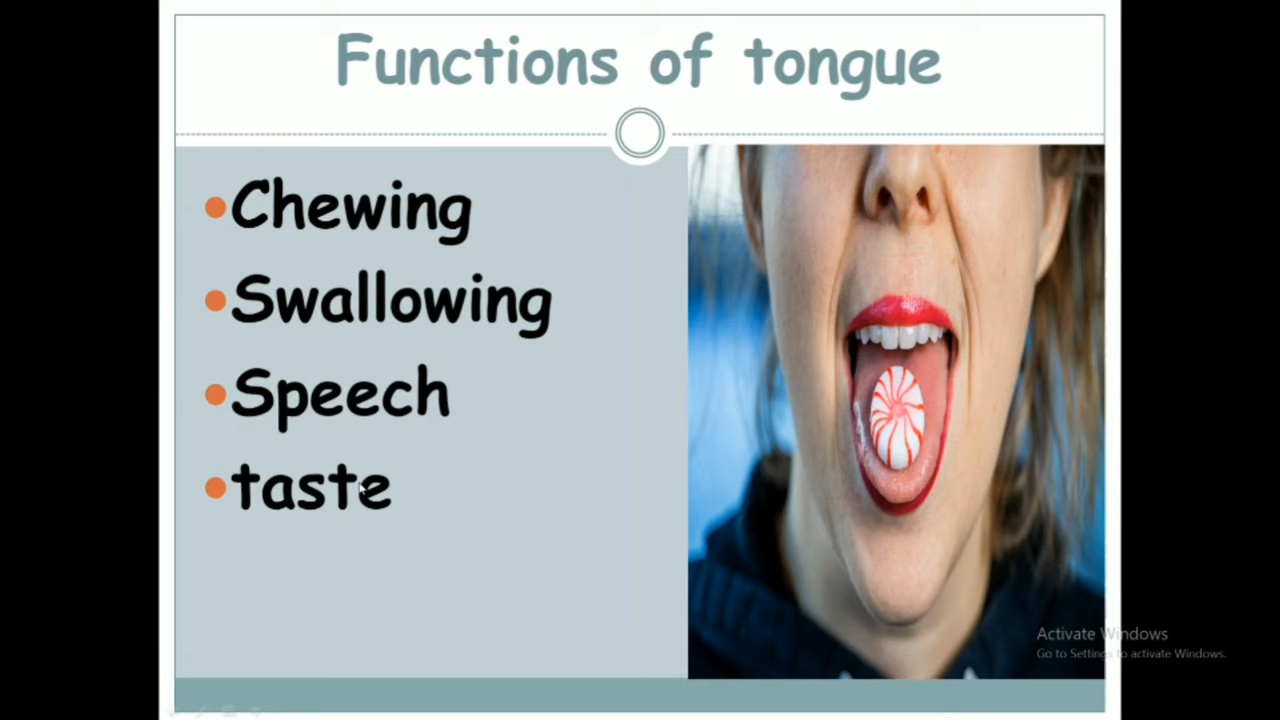 Functions of tongue
Chewing
Swallowing
Speech
taste
Activate Windows
Go to Settings to activate Windows.